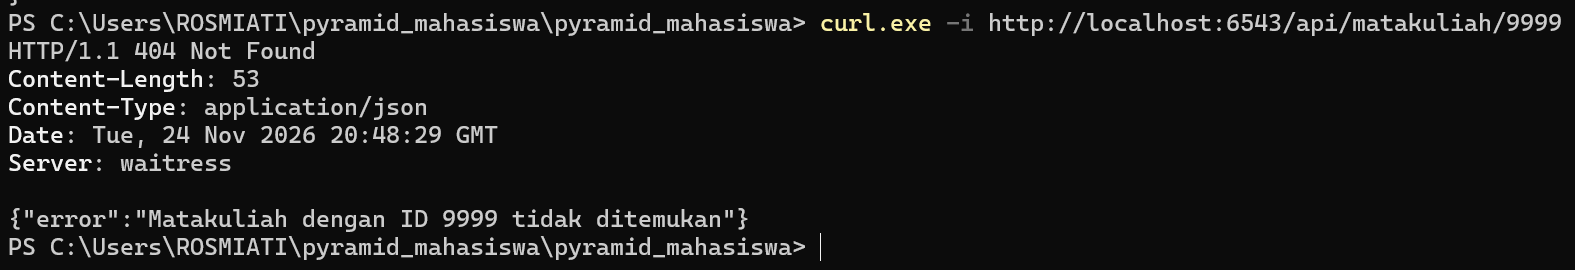 PS C:\Users\ROSMIATI\pyramid_mahasiswa\pyramid_mahasiswa> curl.exe -i http://localhost:6543/api/matakuliah/9999
HTTP/1.1 404 Not Found
Content-Length: 53
Content-Type: application/json
Date: Tue, 24 Nov 2026 20:48:29 GMT
Server: waitress

{"error":"Matakuliah dengan ID 9999 tidak ditemukan"}
PS C:\Users\ROSMIATI\pyramid_mahasiswa\pyramid_mahasiswa>